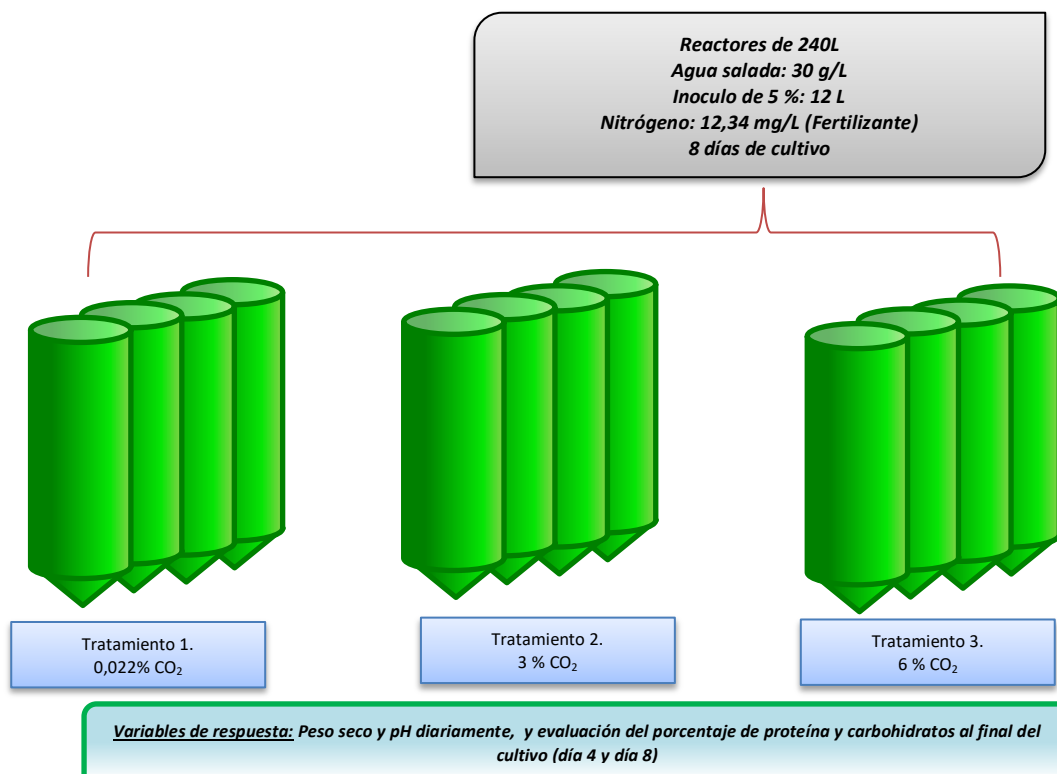 Reactores de 240L
Agua salada: 30 g/L
Inoculo de 5 %: 12 L
Nitrógeno: 12,34 mg/L (Fertilizante)
8 días de cultivo
Tratamiento 1.
0,022% CO₂
Tratamiento 2.
3 % CO₂
Tratamiento 3.
6 % CO₂
Variables de respuesta: Peso seco y pH diariamente, y evaluación del porcentaje de proteína y carbohidratos al final del
cultivo (día 4 y día 8)